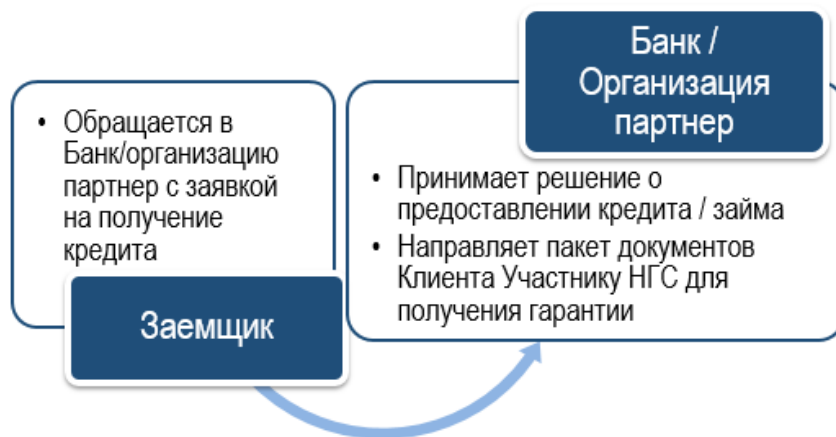 • Обращается в
Банк/организацию
партнер с заявкой
на получение
кредита
Заемщик
Банк /
Организация
партнер
• Принимает решение о
предоставлении кредита / займа
• Направляет пакет документов
Клиента Участнику НГС для
получения гарантии